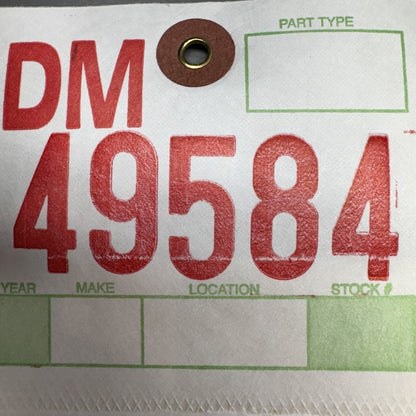 PART TYPE
DM
49584
YEAR MAKE LOCATION STOCK #